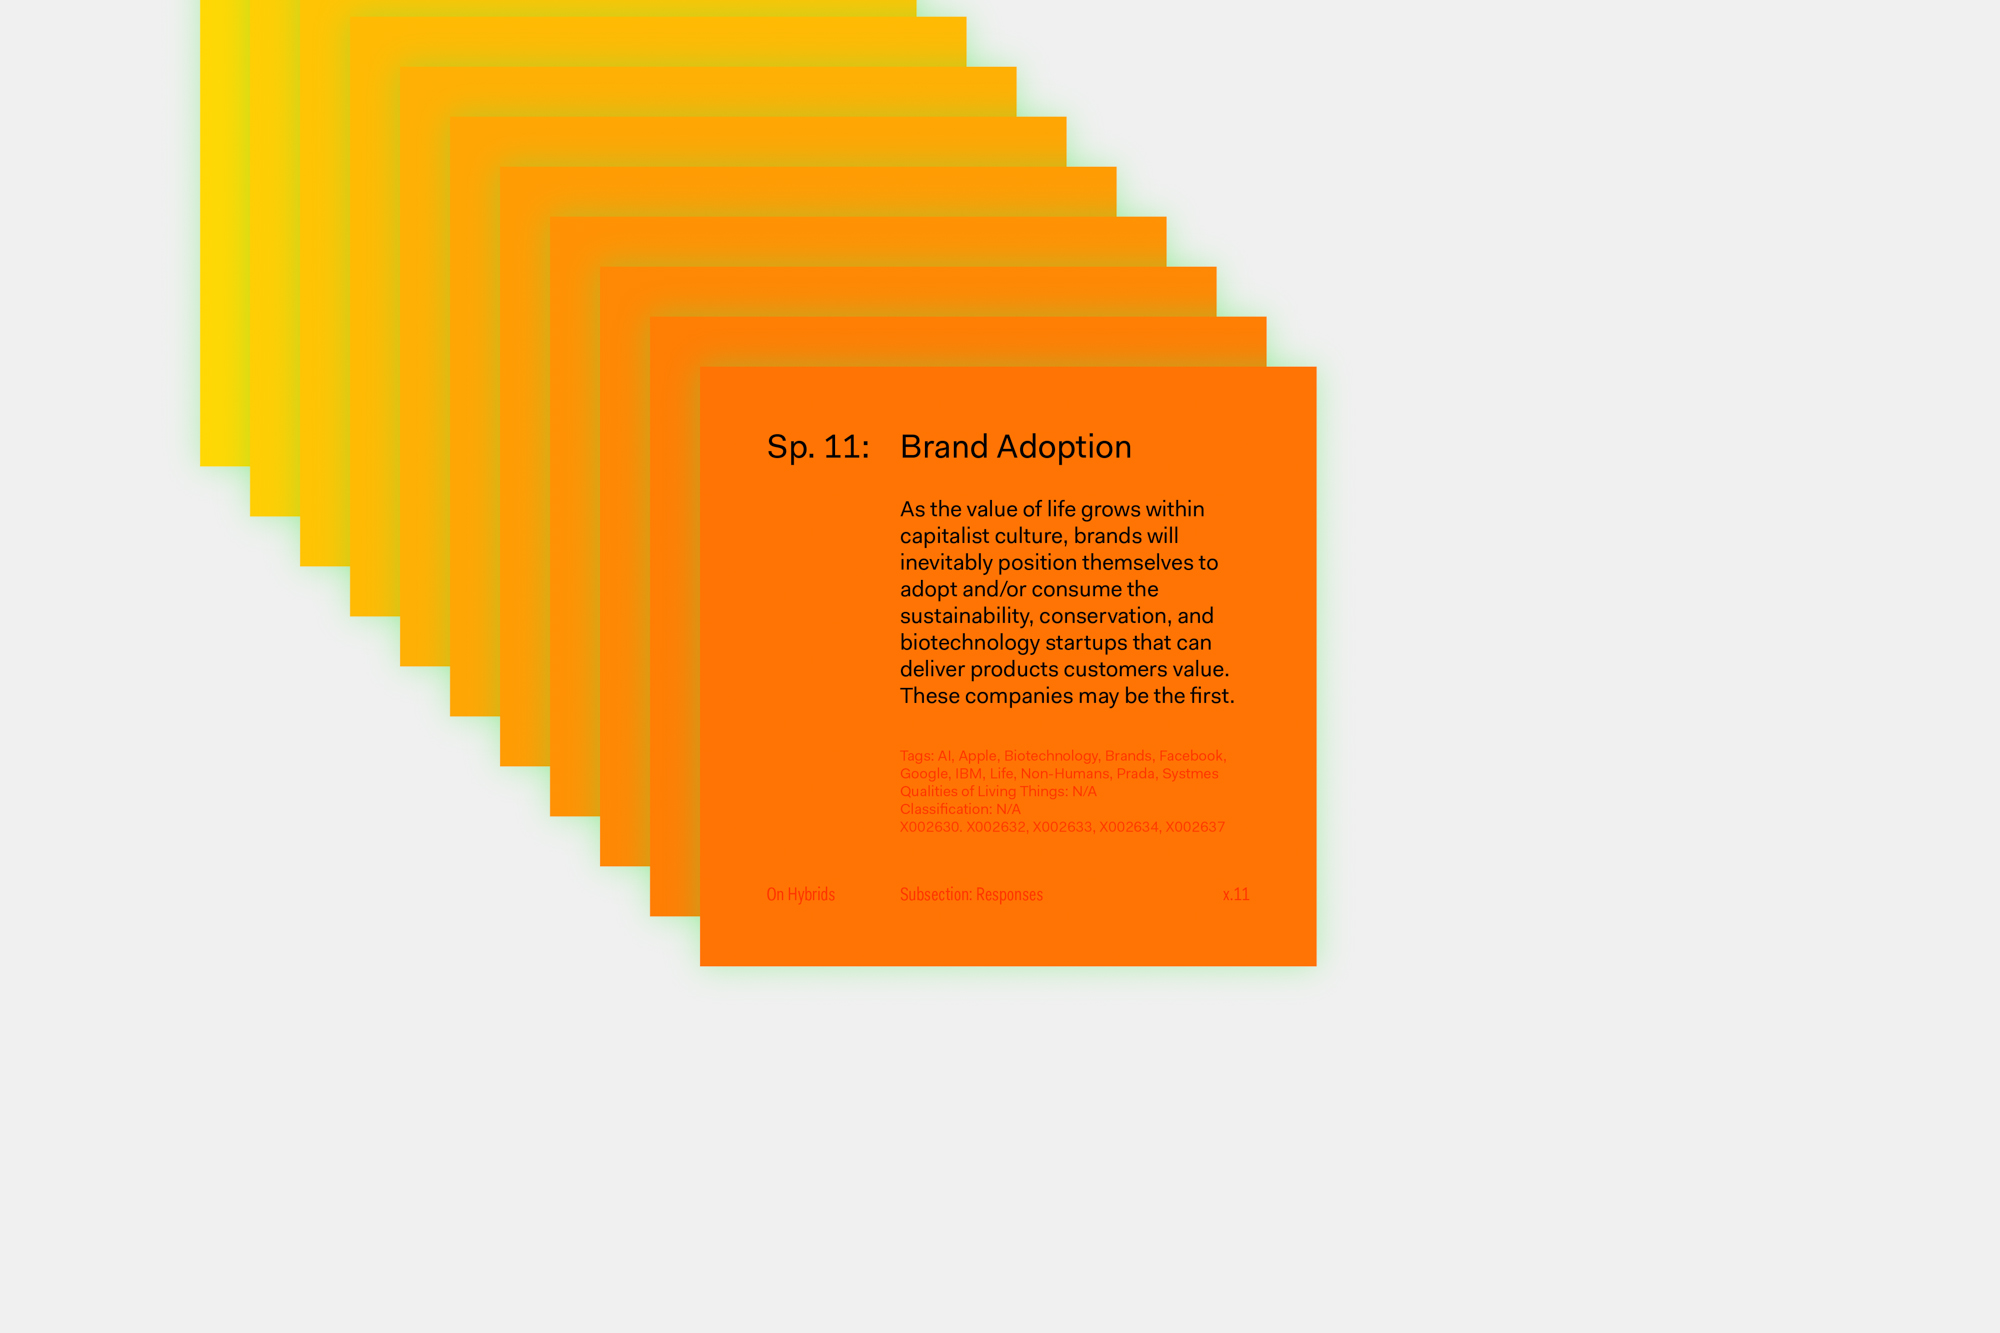 Sp. 11: Brand Adoption
As the value of life grows within
capitalist culture, brands will
inevitably position themselves to
adopt and/or consume the
sustainability, conservation, and
biotechnology startups that can
deliver products customers value.
These companies may be the first.
Tags: AI, Apple, Biotechnology, Brands, Facebook,
Google, IBM, Life, Non-Humans, Prada, Systmes
Qualities of Living Things: N/A
Classification: N/A
X002630. X002632, X002633, X002634, X002637
On Hybrids Subsection: Responses x.11